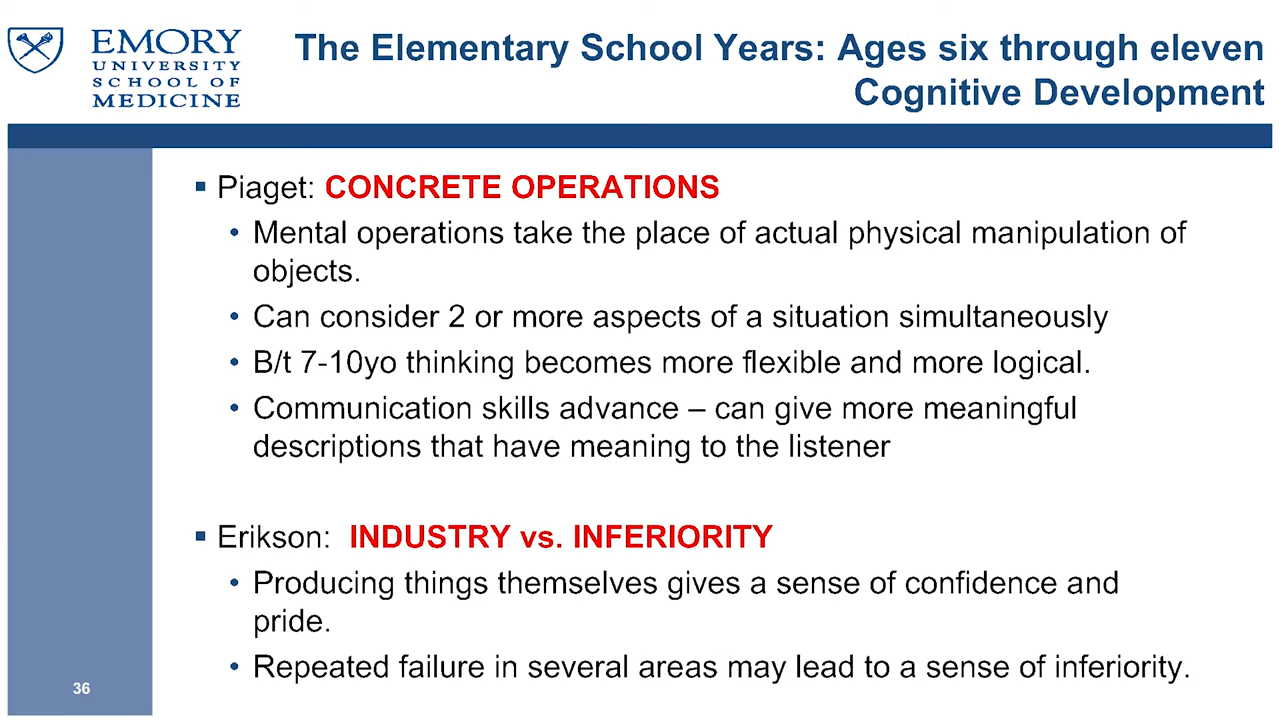 EMORY
UNIVERSITY
SCHOOL OF
MEDICINE
The Elementary School Years: Ages six through eleven
Cognitive Development
▪ Piaget: CONCRETE OPERATIONS
• Mental operations take the place of actual physical manipulation of
objects.
• Can consider 2 or more aspects of a situation simultaneously
• B/t 7-10yo thinking becomes more flexible and more logical.
• Communication skills advance – can give more meaningful
descriptions that have meaning to the listener
▪ Erikson: INDUSTRY vs. INFERIORITY
• Producing things themselves gives a sense of confidence and
pride.
• Repeated failure in several areas may lead to a sense of inferiority.
36